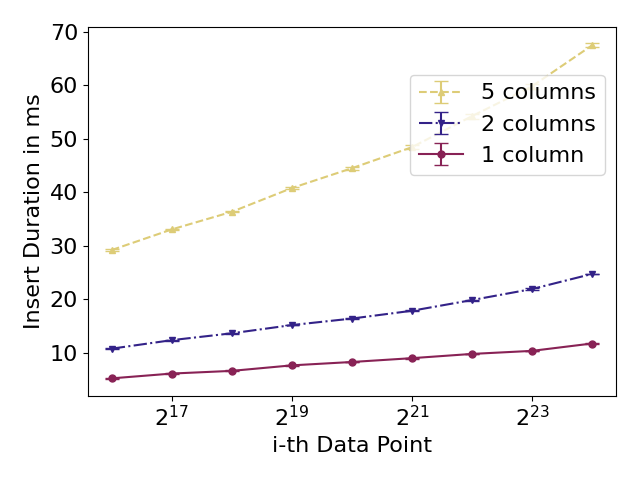 70
60
50
40
30
20
10
Insert Duration in ms
5 columns
2 columns
1 column
2^17 2^19 2^21 2^23
i-th Data Point